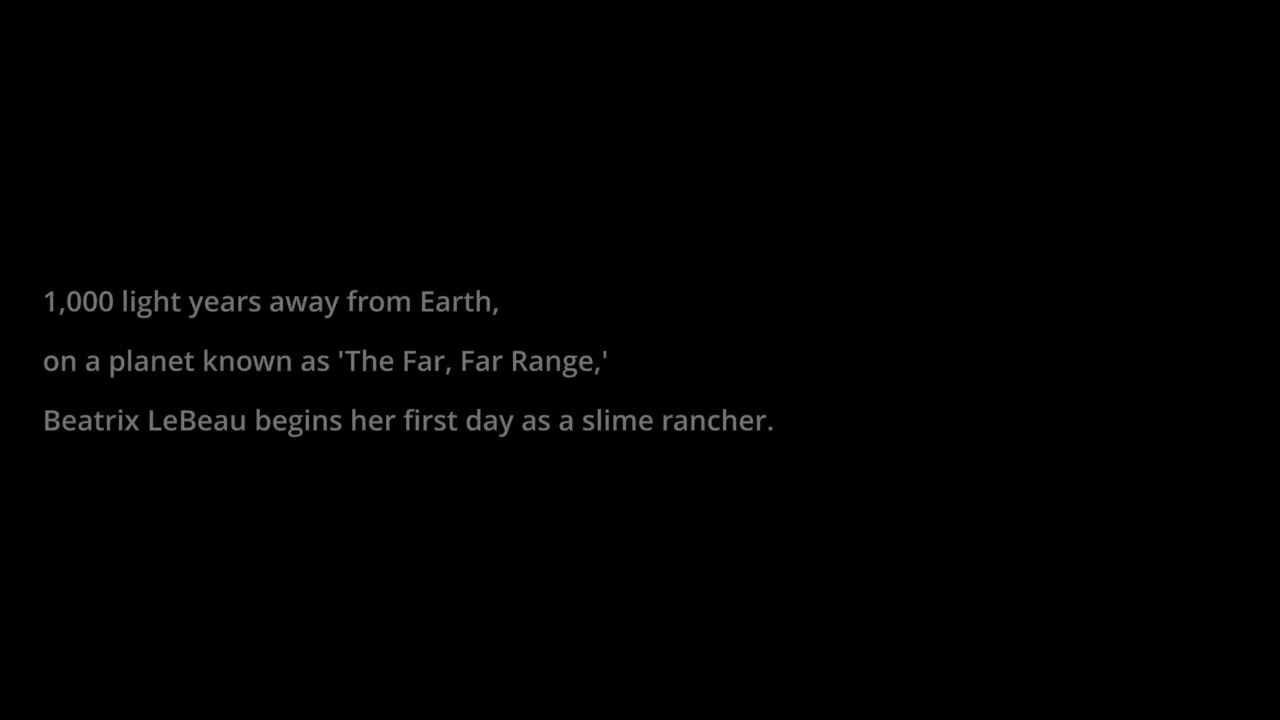 1,000 light years away from Earth,
on a planet known as 'The Far, Far Range,'
Beatrix LeBeau begins her first day as a slime rancher.